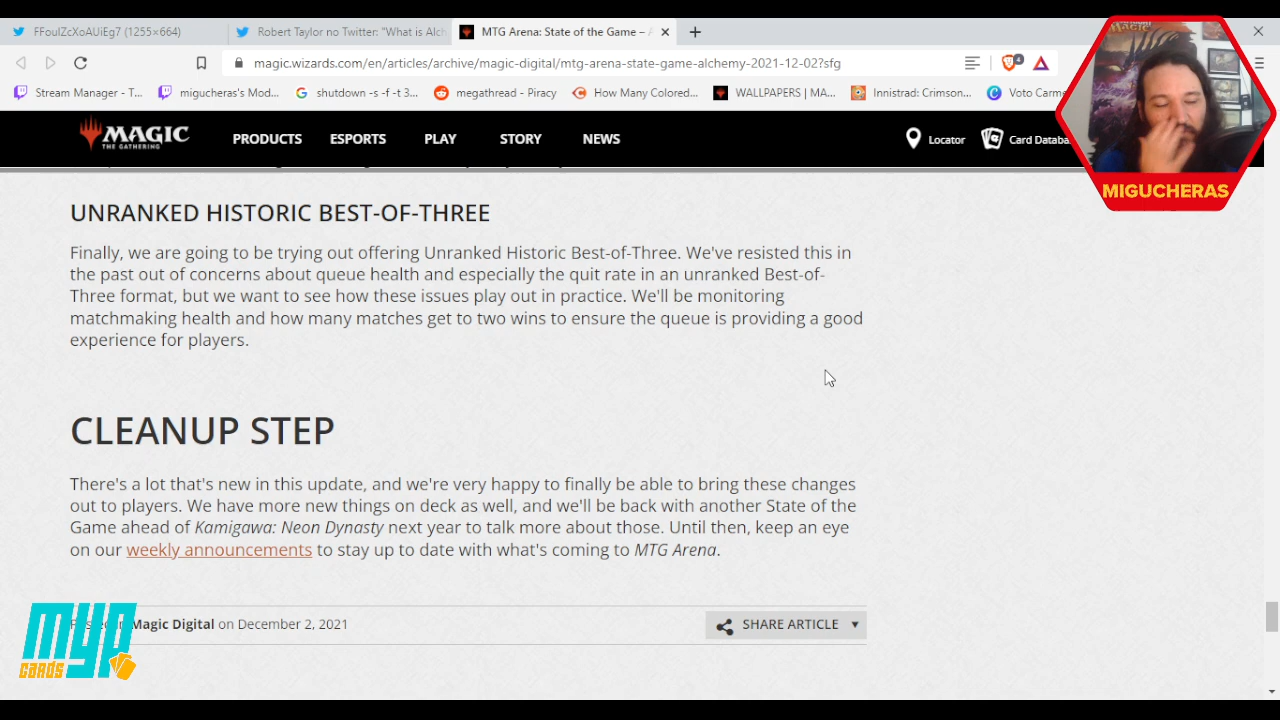 FFoulZcXoAUiEg7 (1255×664)
Robert Taylor no Twitter: "What is Alch
MTG Arena: State of the Game –
magic.wizards.com/en/articles/archive/magic-digital/mtg-arena-state-game-alchemy-2021-12-02?sfg
4
Stream Manager - T...
migucheras's Mod...
shutdown -s -f -t 3...
megathread - Piracy
How Many Colored...
WALLPAPERS | MA...
Innistrad: Crimson...
Voto Carme
MAGIC
THE GATHERING
PRODUCTS
ESPORTS
PLAY
STORY
NEWS
Locator
Card Databa
MIGUCHERAS
UNRANKED HISTORIC BEST-OF-THREE
Finally, we are going to be trying out offering Unranked Historic Best-of-Three. We've resisted this in
the past out of concerns about queue health and especially the quit rate in an unranked Best-of-
Three format, but we want to see how these issues play out in practice. We'll be monitoring
matchmaking health and how many matches get to two wins to ensure the queue is providing a good
experience for players.
CLEANUP STEP
There's a lot that's new in this update, and we're very happy to finally be able to bring these changes
out to players. We have more new things on deck as well, and we'll be back with another State of the
Game ahead of Kamigawa: Neon Dynasty next year to talk more about those. Until then, keep an eye
on our weekly announcements to stay up to date with what's coming to MTG Arena.
Magic Digital on December 2, 2021
SHARE ARTICLE
MYP
CARDS